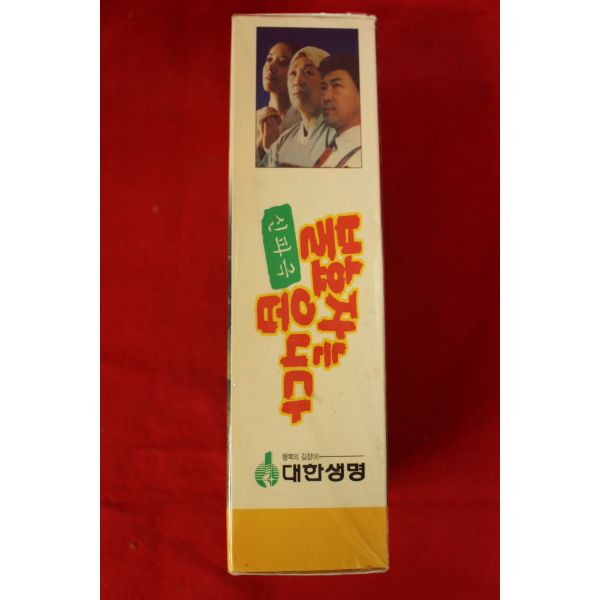 신파극
불효자는
웁니다
행복의 길잡이
대한생명